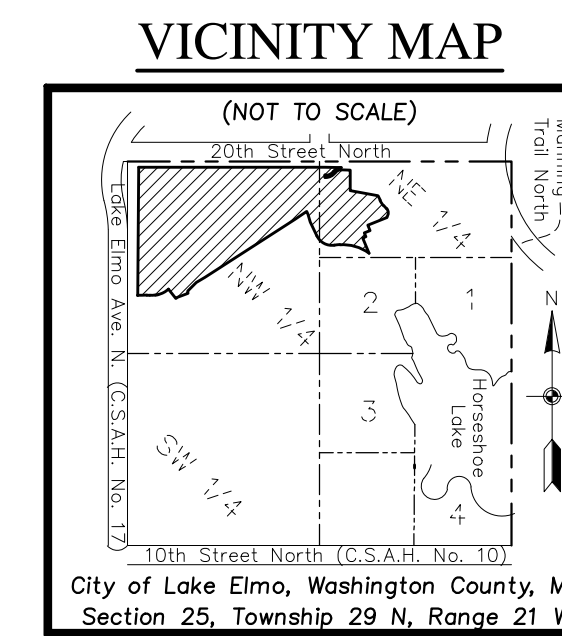 VICINITY MAP
(NOT TO SCALE)
20th Street North
Trail North
Lake Elmo Ave. N. (C.S.A.H. No. 17)
NE 1/4
NW 1/4
2
1
N
3
Horseshoe
Lake
SW 1/4
4
10th Street North (C.S.A.H. No. 10)
City of Lake Elmo, Washington County,
Section 25, Township 29 N, Range 21